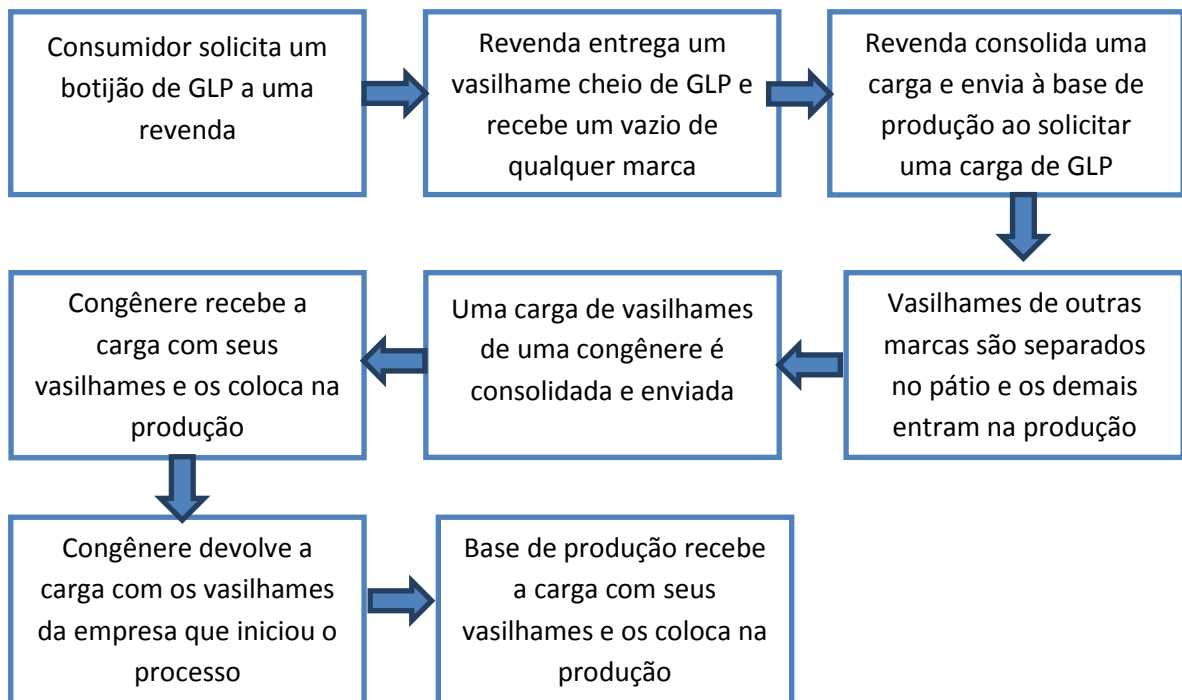 Consumidor solicita um
botijão de GLP a uma
revenda
Revenda entrega um
vasilhame cheio de GLP e
recebe um vazio de
qualquer marca
Revenda consolida uma
carga e envia à base de
produção ao solicitar
uma carga de GLP
Vasilhames de outras
marcas são separados
no pátio e os demais
entram na produção
Uma carga de vasilhames
de uma congênere é
consolidada e enviada
Congênere recebe a
carga com seus
vasilhames e os coloca na
produção
Congênere devolve a
carga com os vasilhames
da empresa que iniciou o
processo
Base de produção recebe
a carga com seus
vasilhames e os coloca na
produção